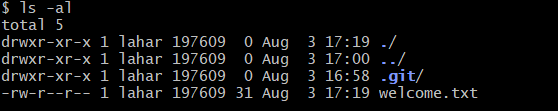 $ ls -al
total 5
drwxr-xr-x 1 lahar 197609  0 Aug  3 17:19 ./
drwxr-xr-x 1 lahar 197609  0 Aug  3 17:00 ../
drwxr-xr-x 1 lahar 197609  0 Aug  3 16:58 .git/
-rw-r--r-- 1 lahar 197609 31 Aug  3 17:19 welcome.txt